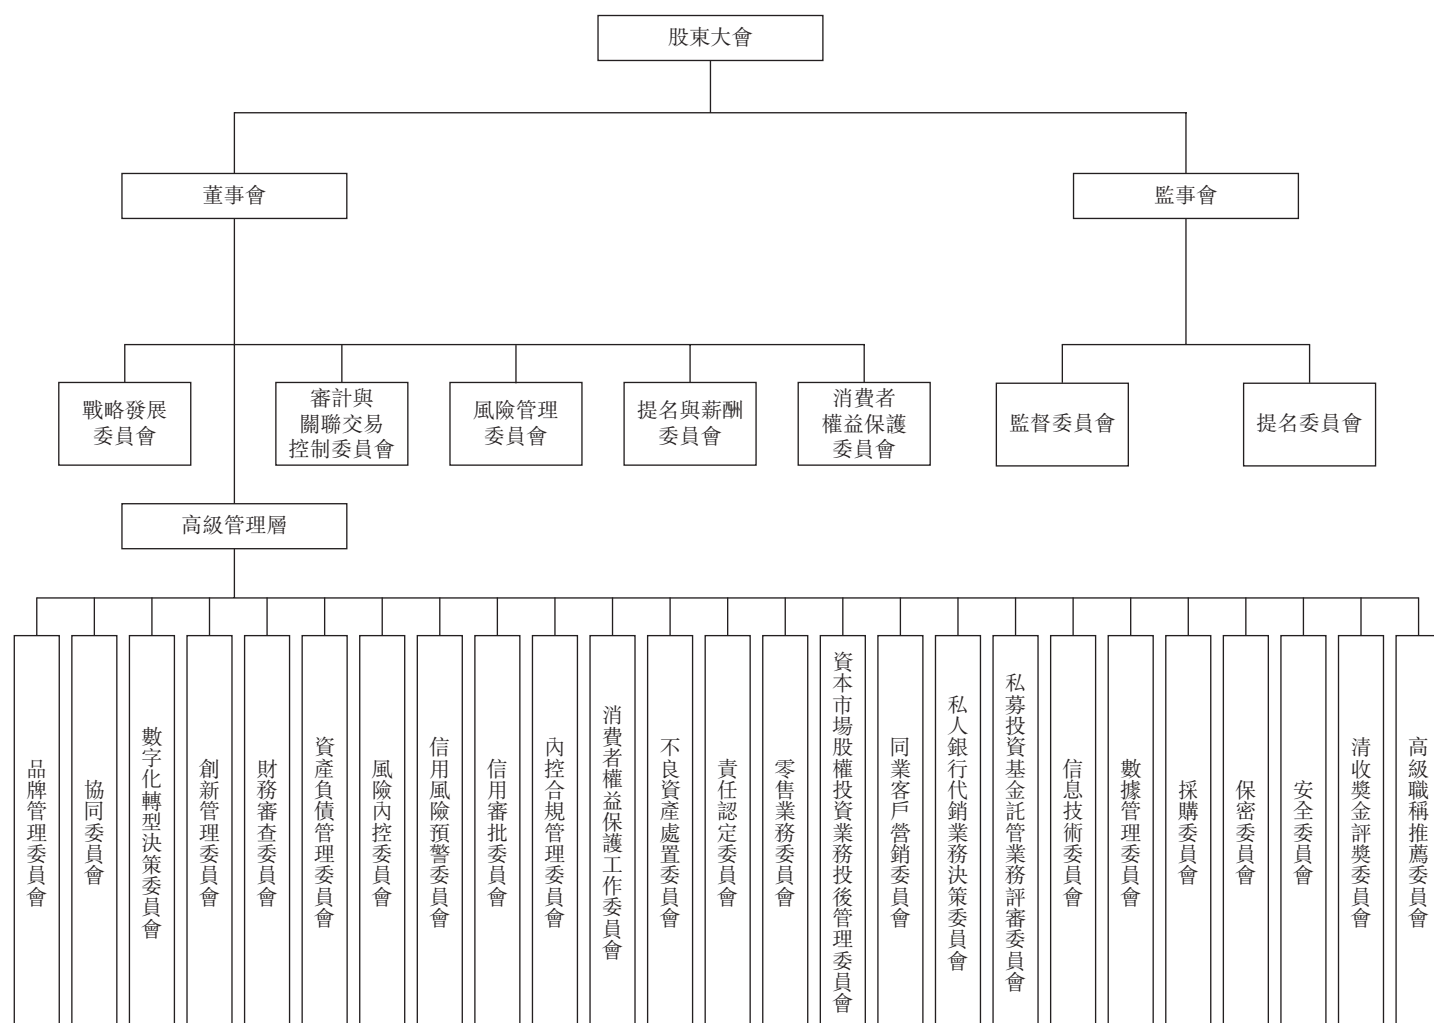 股東大會
董事會
監事會
戰略發展
委員會
審計與
關聯交易
控制委員會
風險管理
委員會
提名與薪酬
委員會
消費者
權益保護
委員會
監督委員會
提名委員會
高級管理層
品牌管理委員會
協同委員會
數字化轉型決策委員會
創新管理委員會
財務審查委員會
資產負債管理委員會
風險內控委員會
信用風險預警委員會
信用審批委員會
內控合規管理委員會
消費者權益保護工作委員會
不良資產處置委員會
責任認定委員會
零售業務委員會
資本市場股權投資業務投後管理委員會
同業客戶營銷委員會
私人銀行代銷業務決策委員會
私募投資基金託管業務評審委員會
信息技術委員會
數據管理委員會
採購委員會
保密委員會
安全委員會
清收獎金評獎委員會
高級職稱推薦委員會